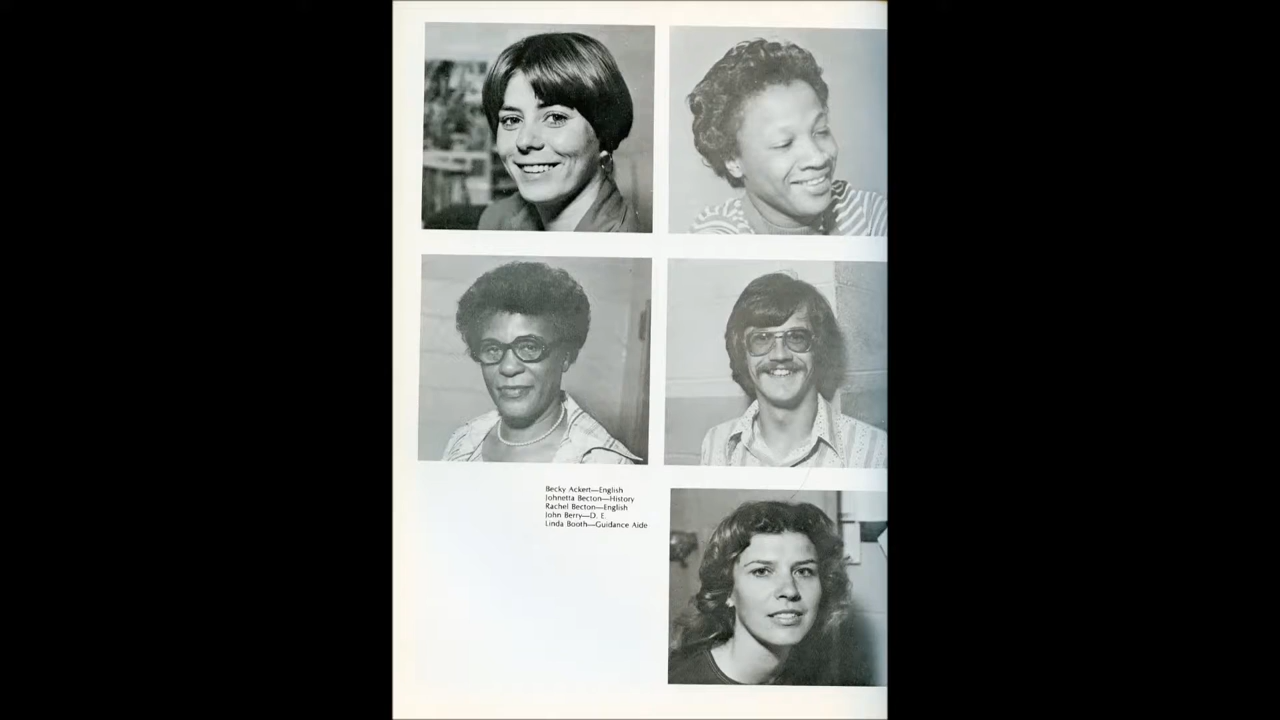 Becky Ackert—English
Johnetta Becton—History
Rachel Becton—English
John Berry—D. E.
Linda Booth—Guidance Aide